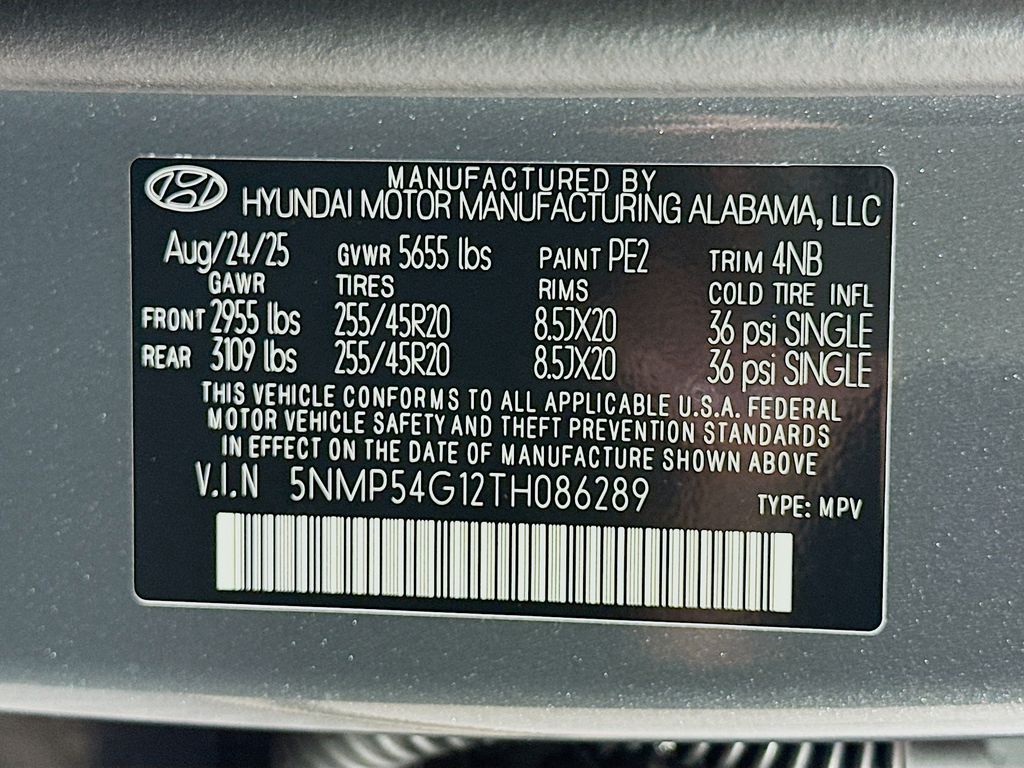 MANUFACTURED BY
HYUNDAI MOTOR MANUFACTURING ALABAMA, LLC
Aug/24/25 GVWR 5655 lbs PAINT PE2 TRIM 4NB
GAWR TIRES RIMS COLD TIRE INFL
FRONT 2955 lbs 255/45R20 8.5JX20 36 psi SINGLE
REAR 3109 lbs 255/45R20 8.5JX20 36 psi SINGLE
THIS VEHICLE CONFORMS TO ALL APPLICABLE U.S.A. FEDERAL
MOTOR VEHICLE SAFETY AND THEFT PREVENTION STANDARDS
IN EFFECT ON THE DATE OF MANUFACTURE SHOWN ABOVE
V.I.N 5NMP54G12TH086289 TYPE: MPV